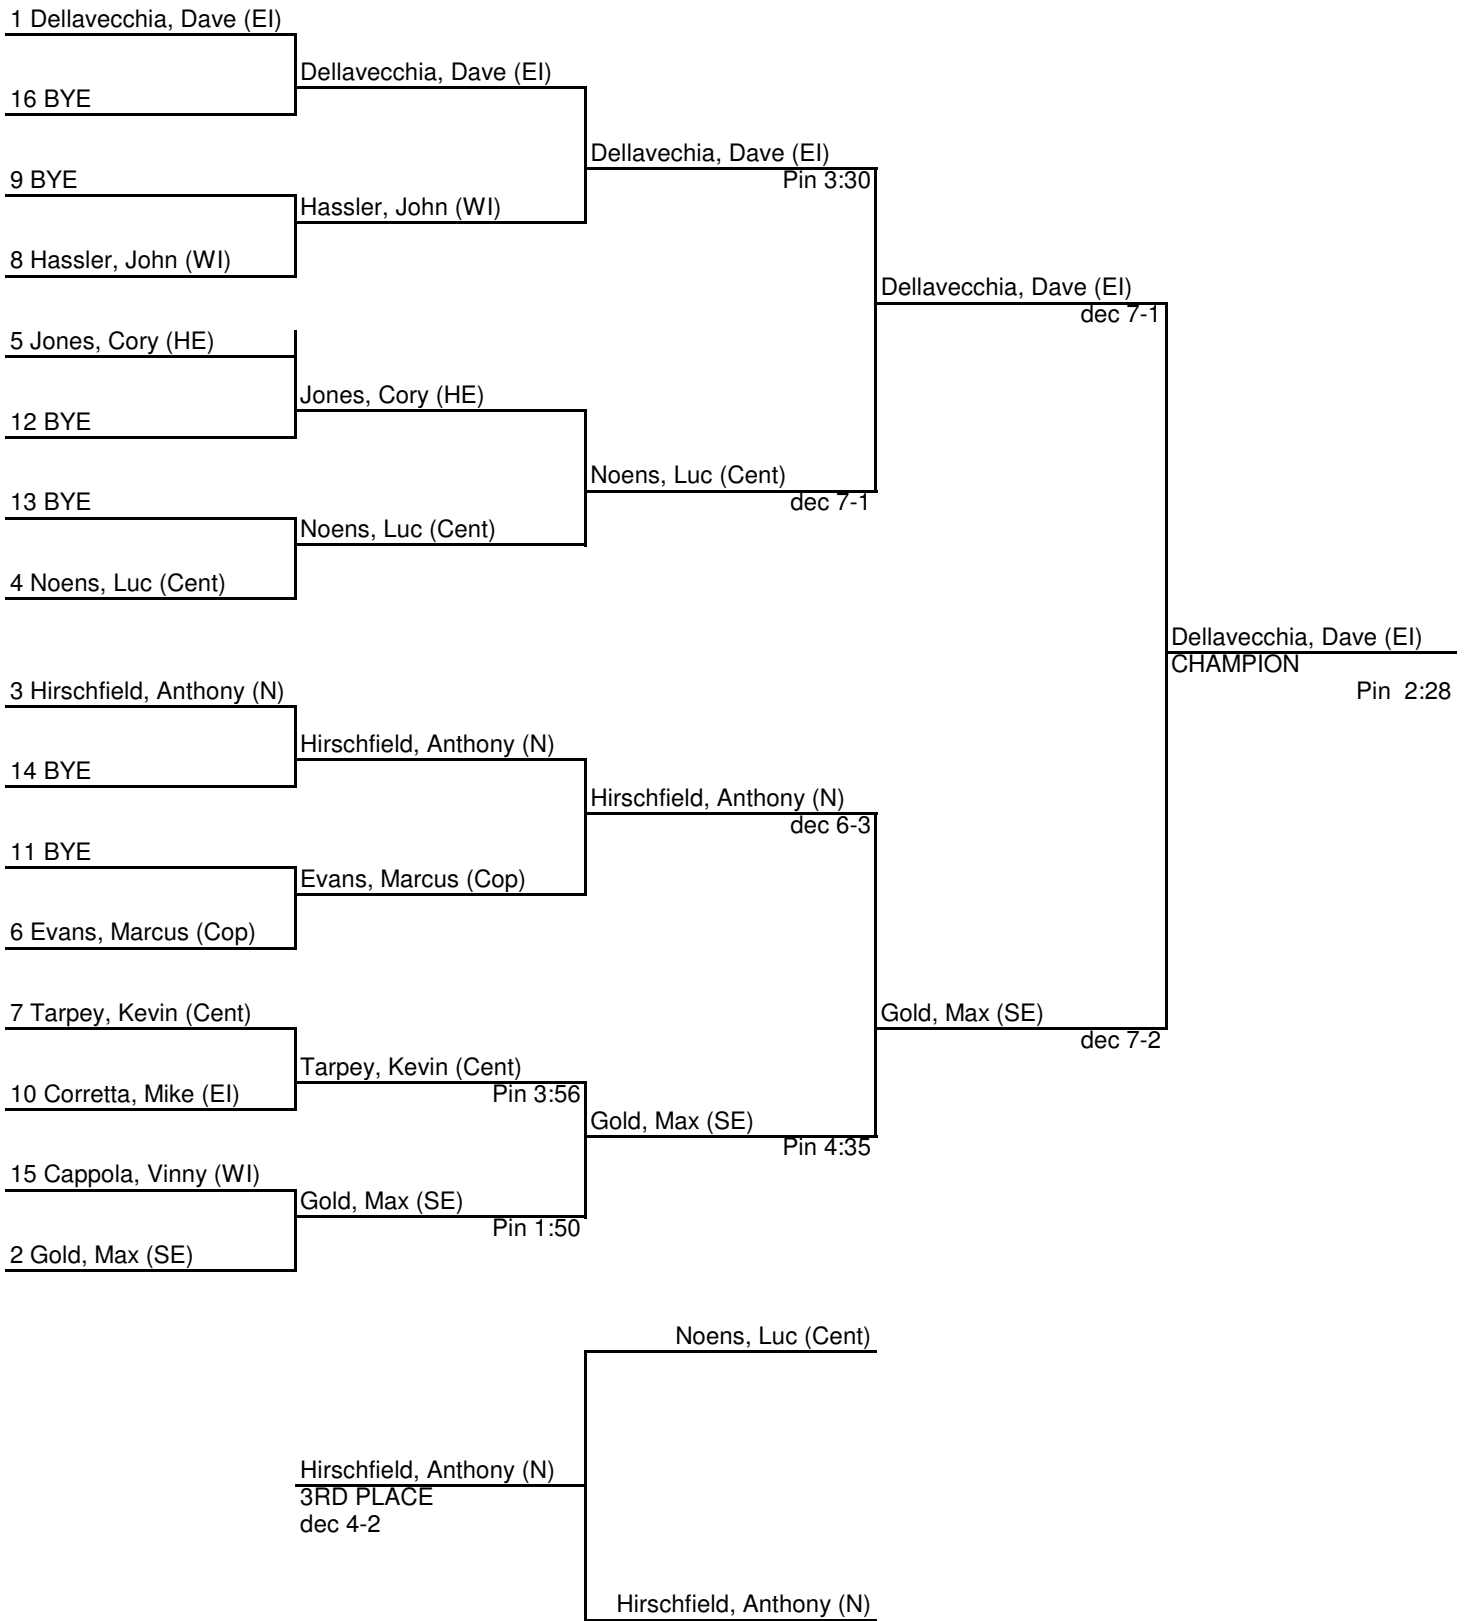 1 Dellavecchia, Dave (EI)
Dellavecchia, Dave (EI)
16 BYE
Dellavechia, Dave (EI)
Pin 3:30
9 BYE
Hassler, John (WI)
8 Hassler, John (WI)
Dellavecchia, Dave (EI)
dec 7-1
5 Jones, Cory (HE)
Jones, Cory (HE)
12 BYE
Noens, Luc (Cent)
dec 7-1
13 BYE
Noens, Luc (Cent)
4 Noens, Luc (Cent)
Dellavecchia, Dave (EI)
CHAMPION
Pin 2:28
3 Hirschfield, Anthony (N)
Hirschfield, Anthony (N)
14 BYE
Hirschfield, Anthony (N)
dec 6-3
11 BYE
Evans, Marcus (Cop)
6 Evans, Marcus (Cop)
7 Tarpey, Kevin (Cent)
Gold, Max (SE)
dec 7-2
Tarpey, Kevin (Cent)
Pin 3:56
10 Corretta, Mike (EI)
Gold, Max (SE)
Pin 4:35
15 Cappola, Vinny (WI)
Gold, Max (SE)
Pin 1:50
2 Gold, Max (SE)
Noens, Luc (Cent)
Hirschfield, Anthony (N)
3RD PLACE
dec 4-2
Hirschfield, Anthony (N)